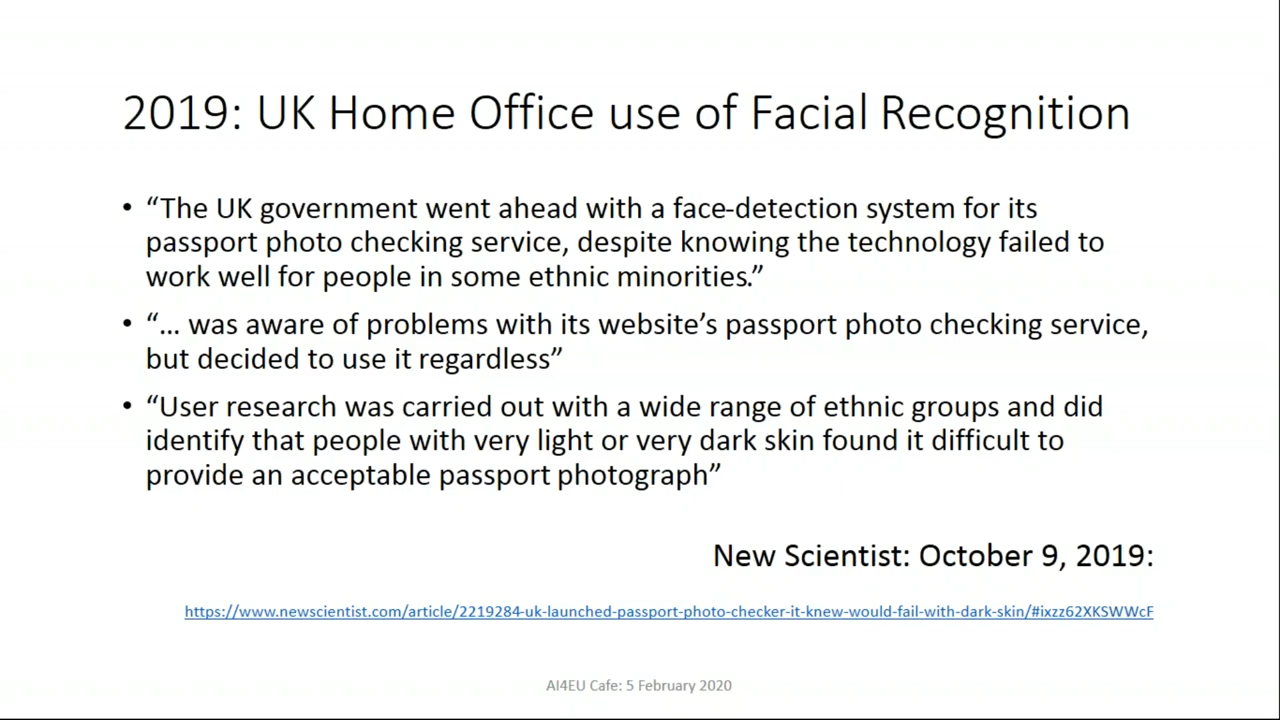 2019: UK Home Office use of Facial Recognition
• “The UK government went ahead with a face-detection system for its
passport photo checking service, despite knowing the technology failed to
work well for people in some ethnic minorities.”
• “… was aware of problems with its website’s passport photo checking service,
but decided to use it regardless”
• “User research was carried out with a wide range of ethnic groups and did
identify that people with very light or very dark skin found it difficult to
provide an acceptable passport photograph”
New Scientist: October 9, 2019:
https://www.newscientist.com/article/2219284-uk-launched-passport-photo-checker-it-knew-would-fail-with-dark-skin/#ixzz62XKSWWcF
AI4EU Cafe: 5 February 2020